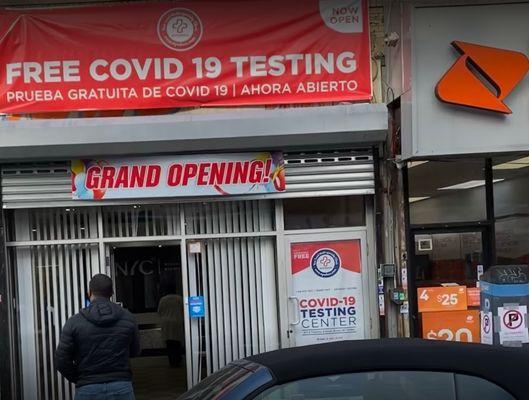 NOW
OPEN
FREE COVID 19 TESTING
PRUEBA GRATUITA DE COVID 19 | AHORA ABIERTO
GRAND OPENING!
COVID-19
TESTING
CENTER
4 $25
$20